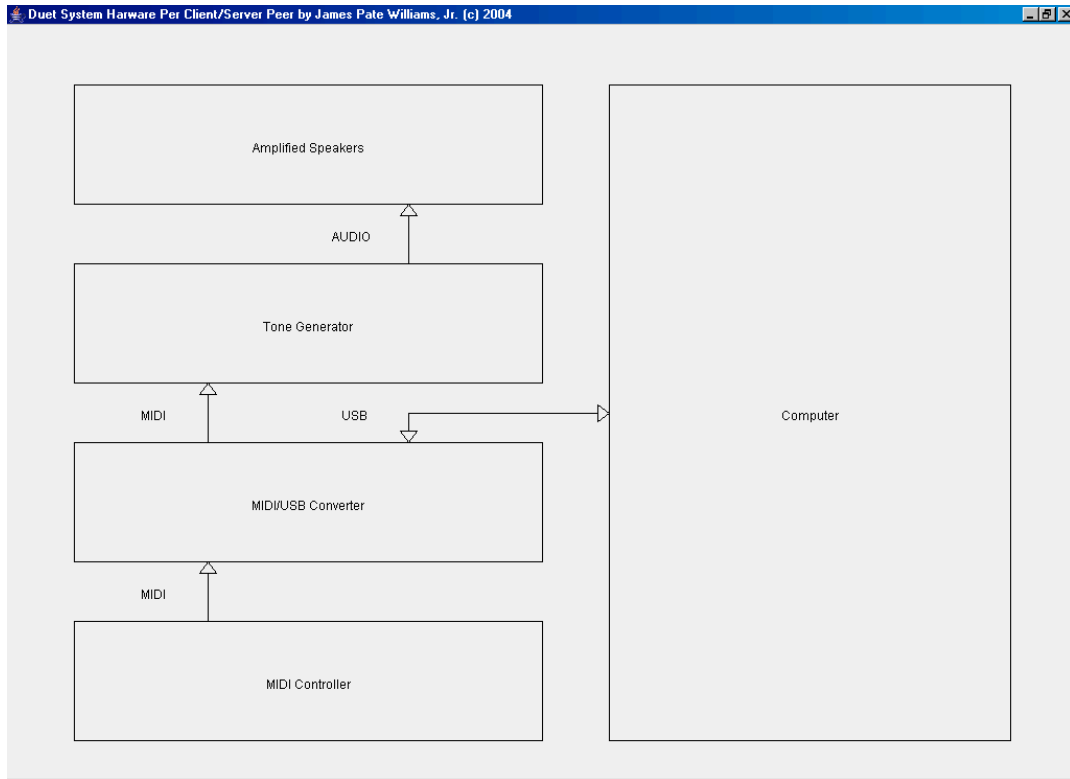 Duet System Harware Per Client/Server Peer by James Pate Williams, Jr. (c) 2004
Amplified Speakers
AUDIO
Tone Generator
MIDI
USB
Computer
MIDI/USB Converter
MIDI
MIDI Controller